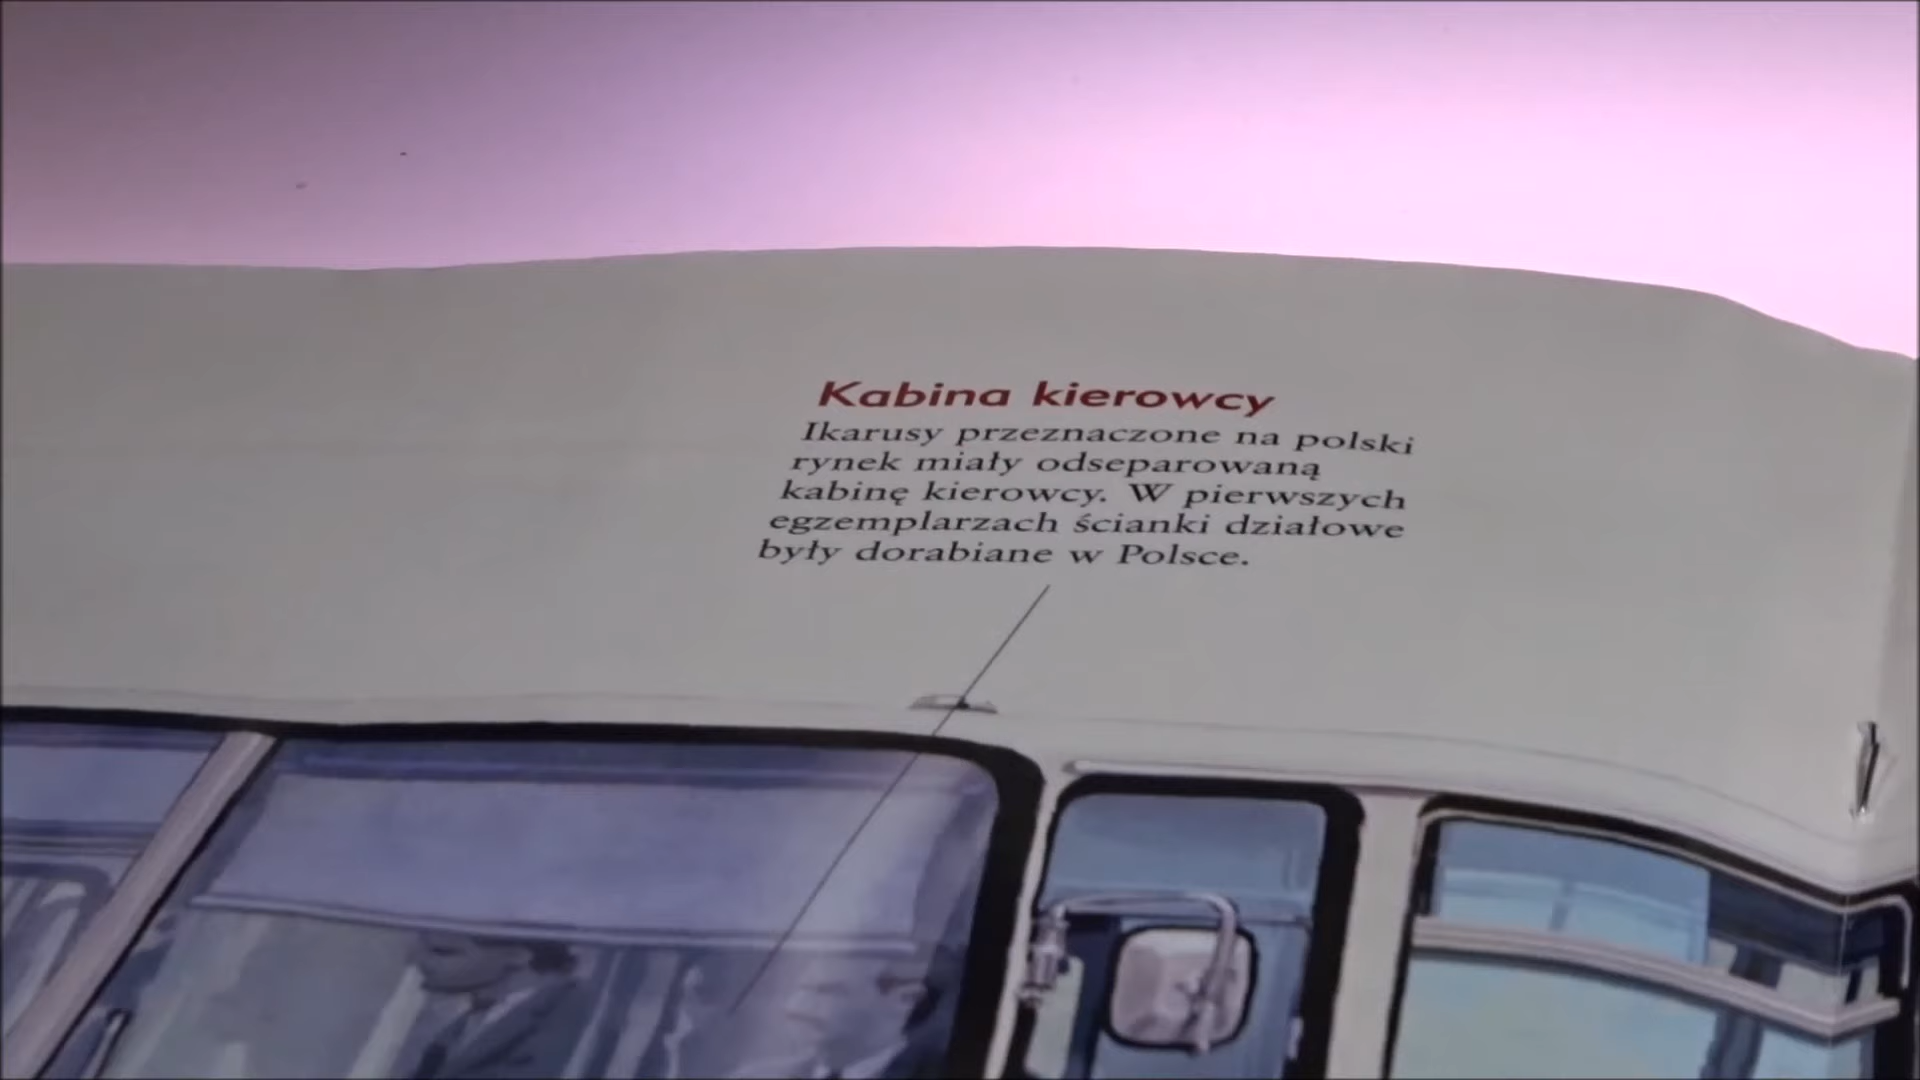 Kabina kierowcy
Ikarusy przeznaczone na polski
rynek miały odseparowaną
kabinę kierowcy. W pierwszych
egzemplarzach ścianki działowe
były dorabiane w Polsce.